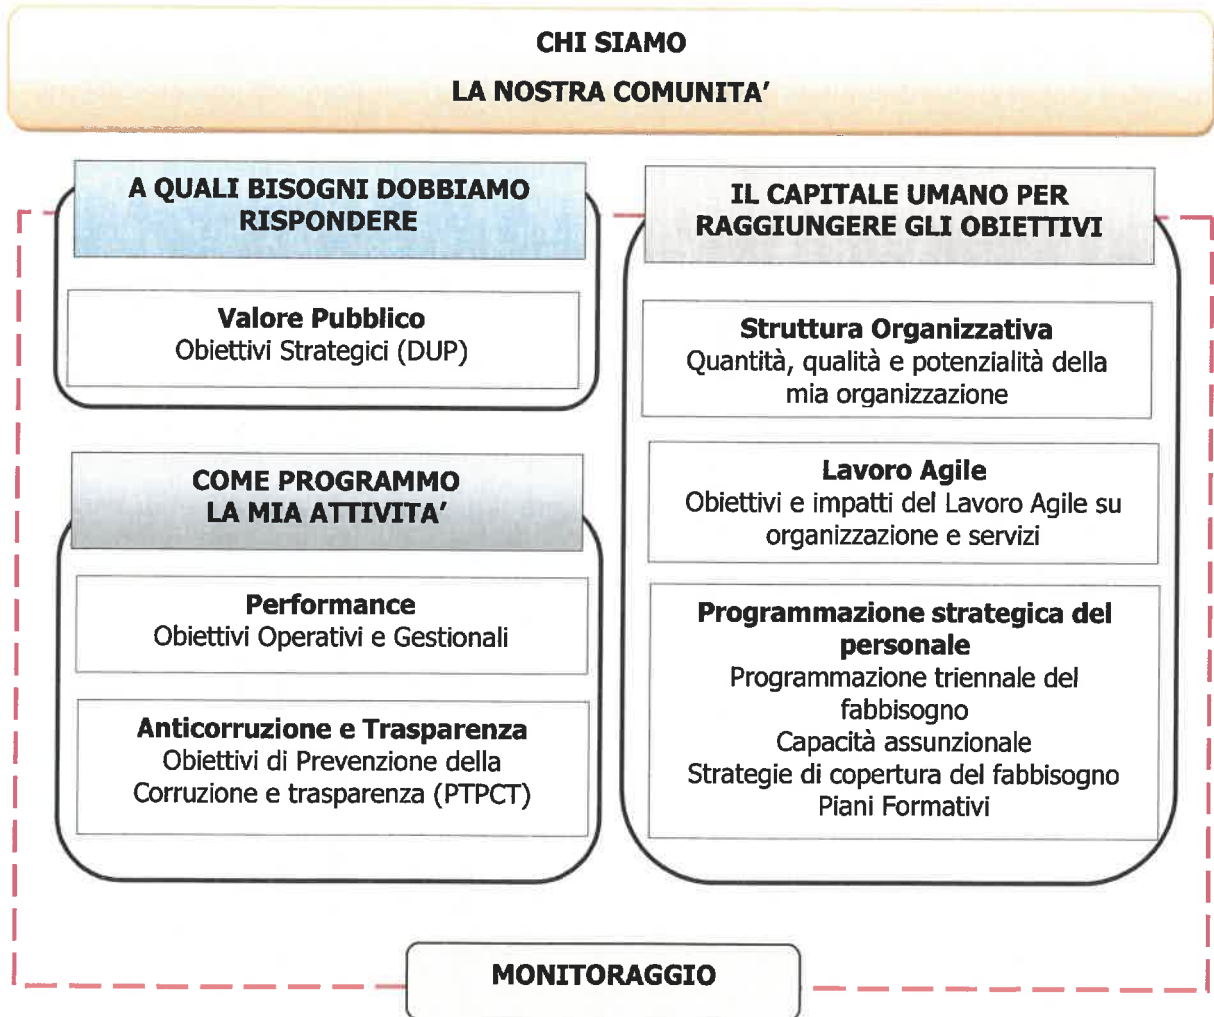 CHI SIAMO
LA NOSTRA COMUNITA’
A QUALI BISOGNI DOBBIAMO
RISPONDERE
Valore Pubblico
Obiettivi Strategici (DUP)
COME PROGRAMMO
LA MIA ATTIVITA’
Performance
Obiettivi Operativi e Gestionali
Anticorruzione e Trasparenza
Obiettivi di Prevenzione della
Corruzione e trasparenza (PTPCT)
IL CAPITALE UMANO PER
RAGGIUNGERE GLI OBIETTIVI
Struttura Organizzativa
Quantità, qualità e potenzialità della
mia organizzazione
Lavoro Agile
Obiettivi e impatti del Lavoro Agile su
organizzazione e servizi
Programmazione strategica del
personale
Programmazione triennale del
fabbisogno
Capacità assunzionale
Strategie di copertura del fabbisogno
Piani Formativi
MONITORAGGIO